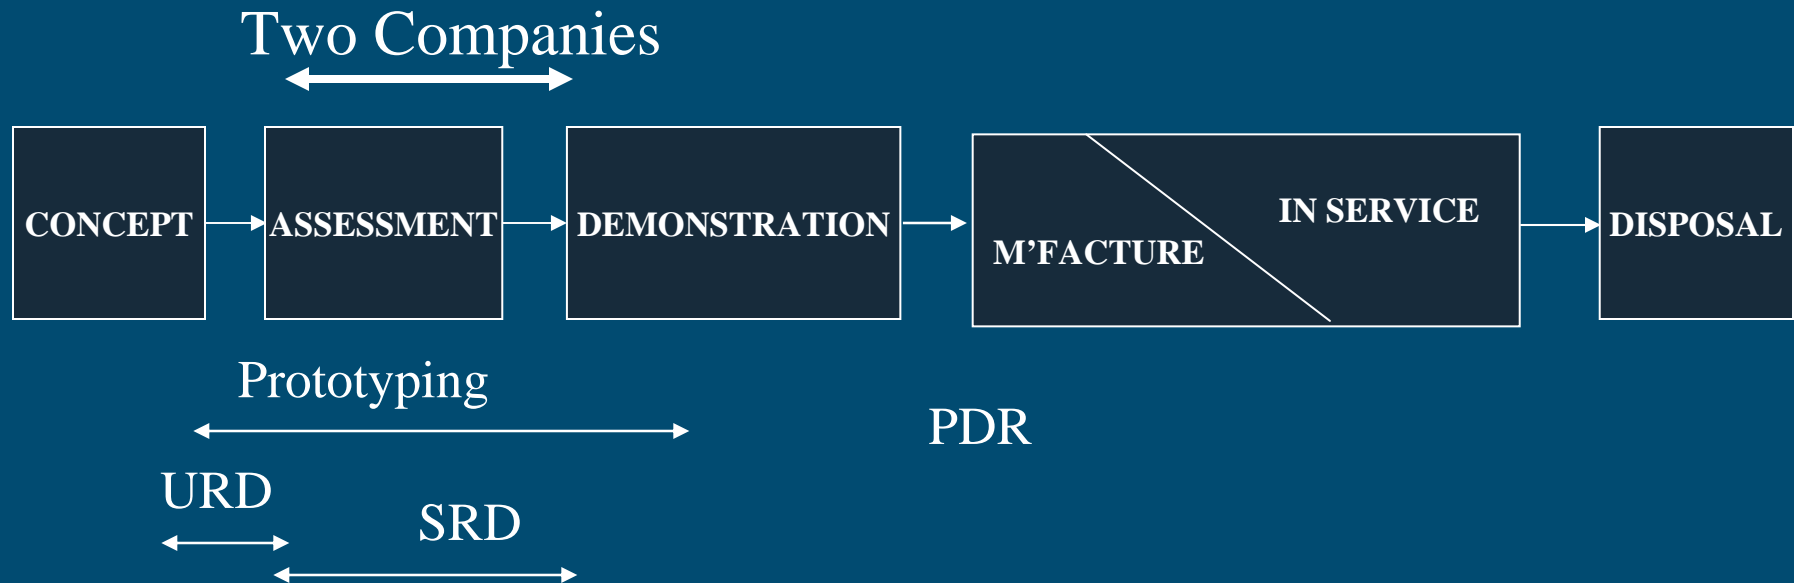 Two Companies
CONCEPT
ASSESSMENT
DEMONSTRATION
M’FACTURE
IN SERVICE
DISPOSAL
Prototyping
PDR
URD
SRD